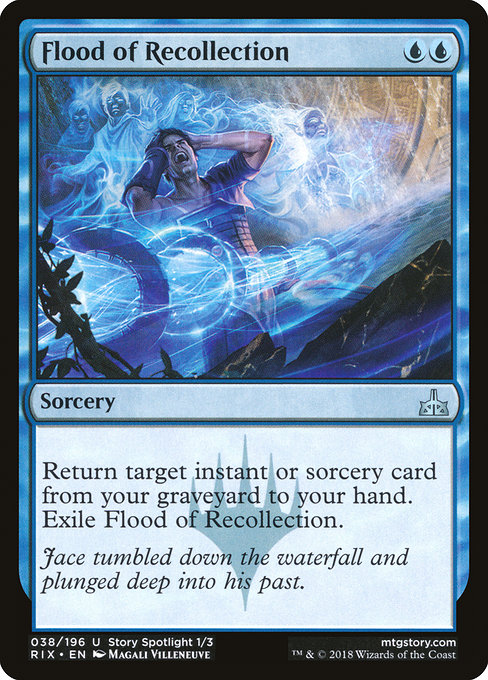 Flood of Recollection
Sorcery
Return target instant or sorcery card
from your graveyard to your hand.
Exile Flood of Recollection.
Jace tumbled down the waterfall and
plunged deep into his past.
038/196 U Story Spotlight 1/3
mtgstory.com
RIX • EN Magali Villeneuve
™ & © 2018 Wizards of the Coast